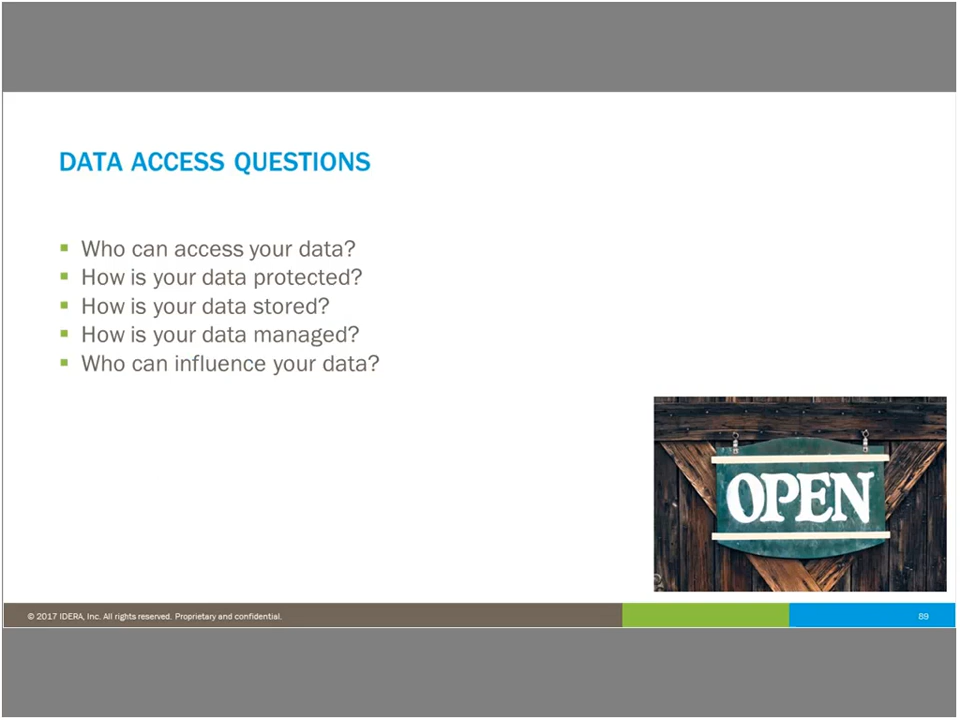 DATA ACCESS QUESTIONS
▪ Who can access your data?
▪ How is your data protected?
▪ How is your data stored?
▪ How is your data managed?
▪ Who can influence your data?
OPEN
© 2017 IDERA, Inc. All rights reserved. Proprietary and confidential.
89